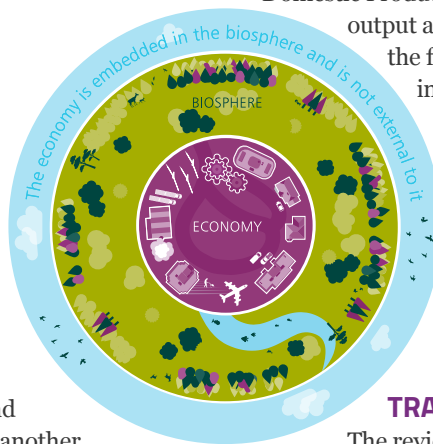 output a
the f
in
The economy is embedded in the biosphere and is not external to it
BIOSPHERE
ECONOMY
nd
another
TRA
The revi